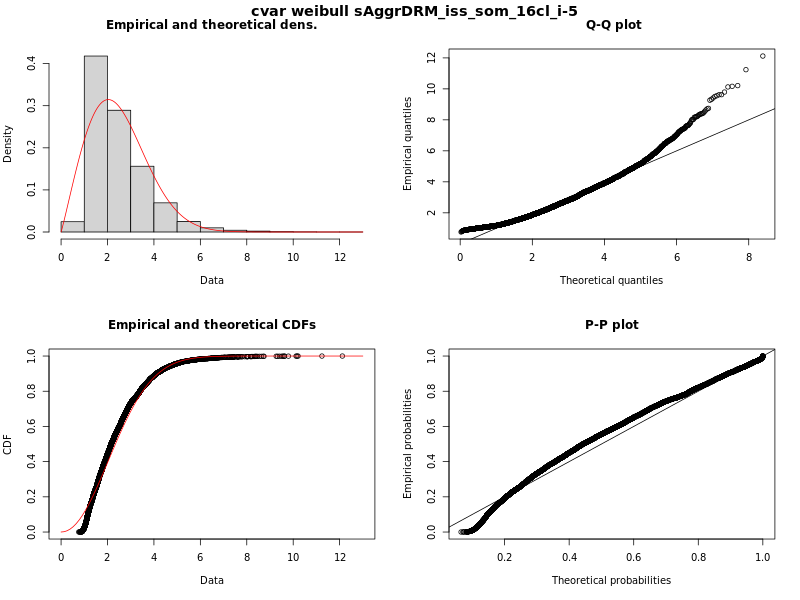 cvar weibull sAggrDRM_iss_som_16cl_i-5
Empirical and theoretical dens.
Density
0.0 0.1 0.2 0.3 0.4
0 2 4 6 8 10 12
Data
Q-Q plot
Empirical quantiles
2 4 6 8 10 12
0 2 4 6 8
Theoretical quantiles
Empirical and theoretical CDFs
CDF
0.0 0.2 0.4 0.6 0.8 1.0
0 2 4 6 8 10 12
Data
P-P plot
Empirical probabilities
0.0 0.2 0.4 0.6 0.8 1.0
0.2 0.4 0.6 0.8 1.0
Theoretical probabilities